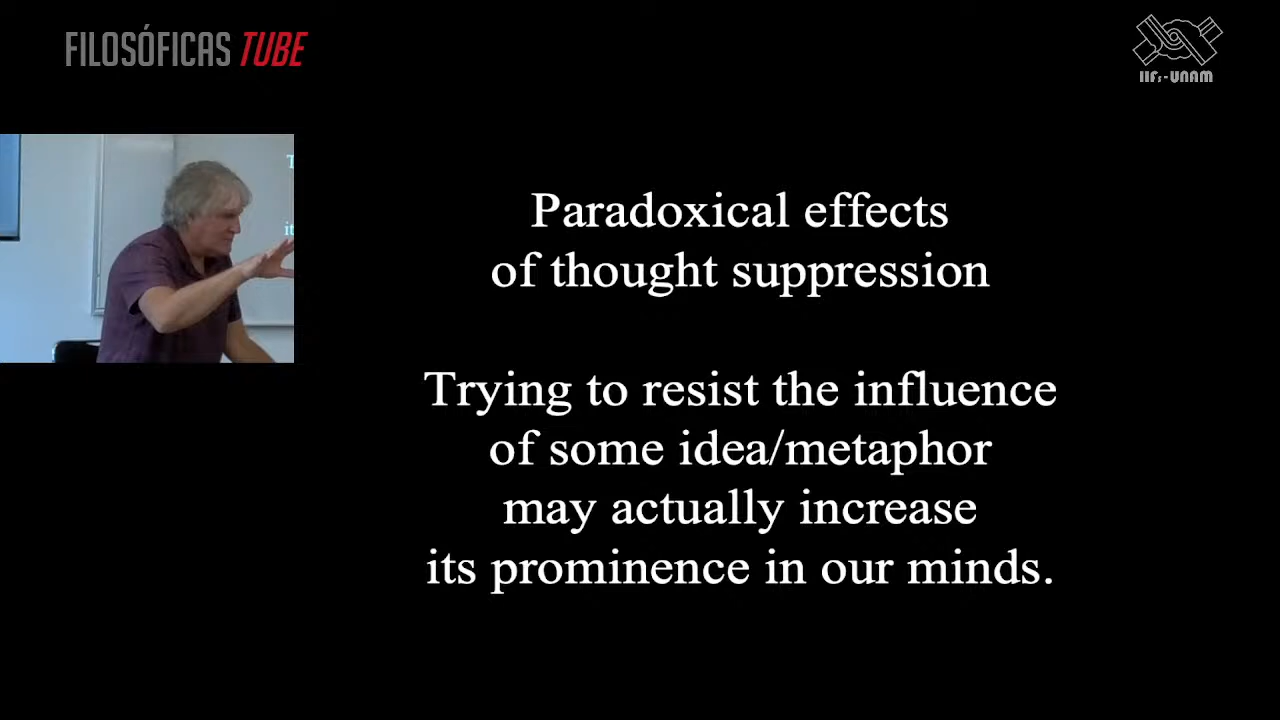 FILOSÓFICAS TUBE
IIFs-UNAM
Paradoxical effects
of thought suppression
Trying to resist the influence
of some idea/metaphor
may actually increase
its prominence in our minds.